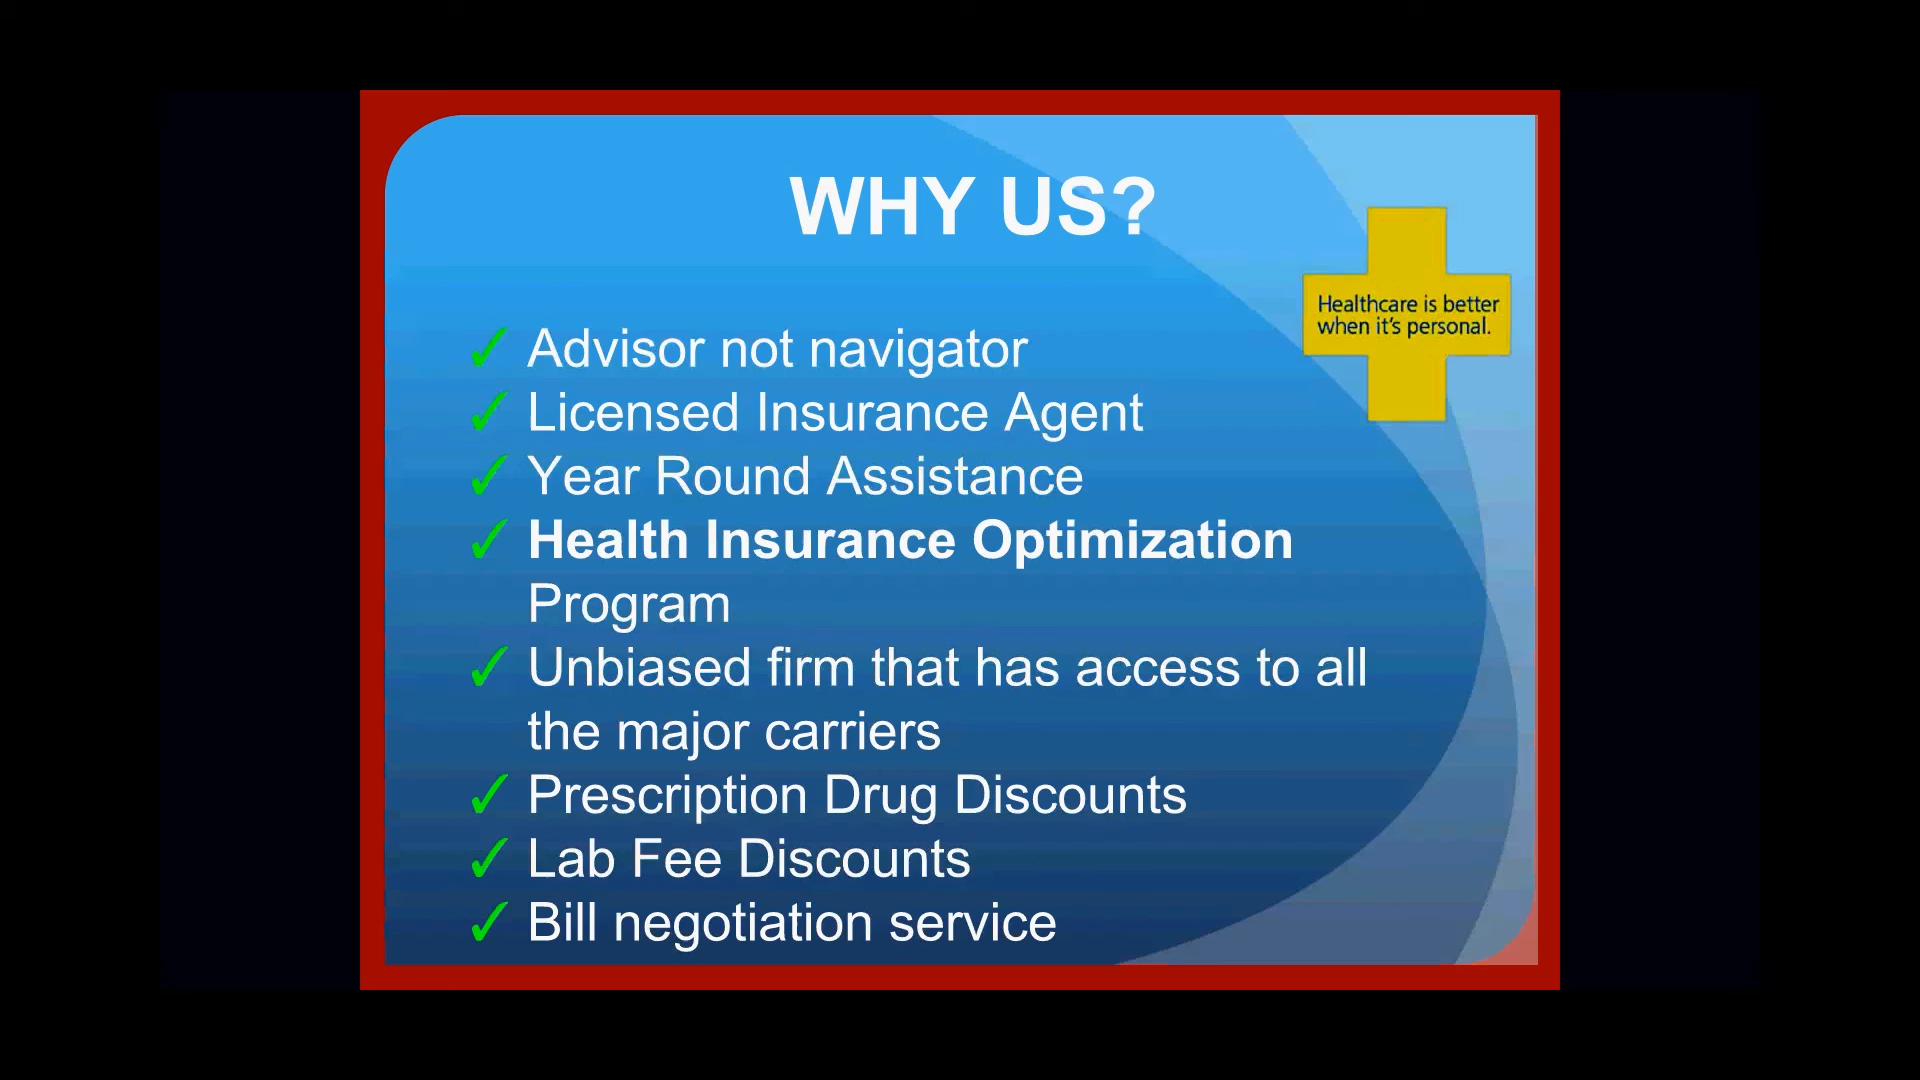 WHY US?
Healthcare is better
when it's personal.
✓ Advisor not navigator
✓ Licensed Insurance Agent
✓ Year Round Assistance
✓ Health Insurance Optimization
Program
✓ Unbiased firm that has access to all
the major carriers
✓ Prescription Drug Discounts
✓ Lab Fee Discounts
✓ Bill negotiation service